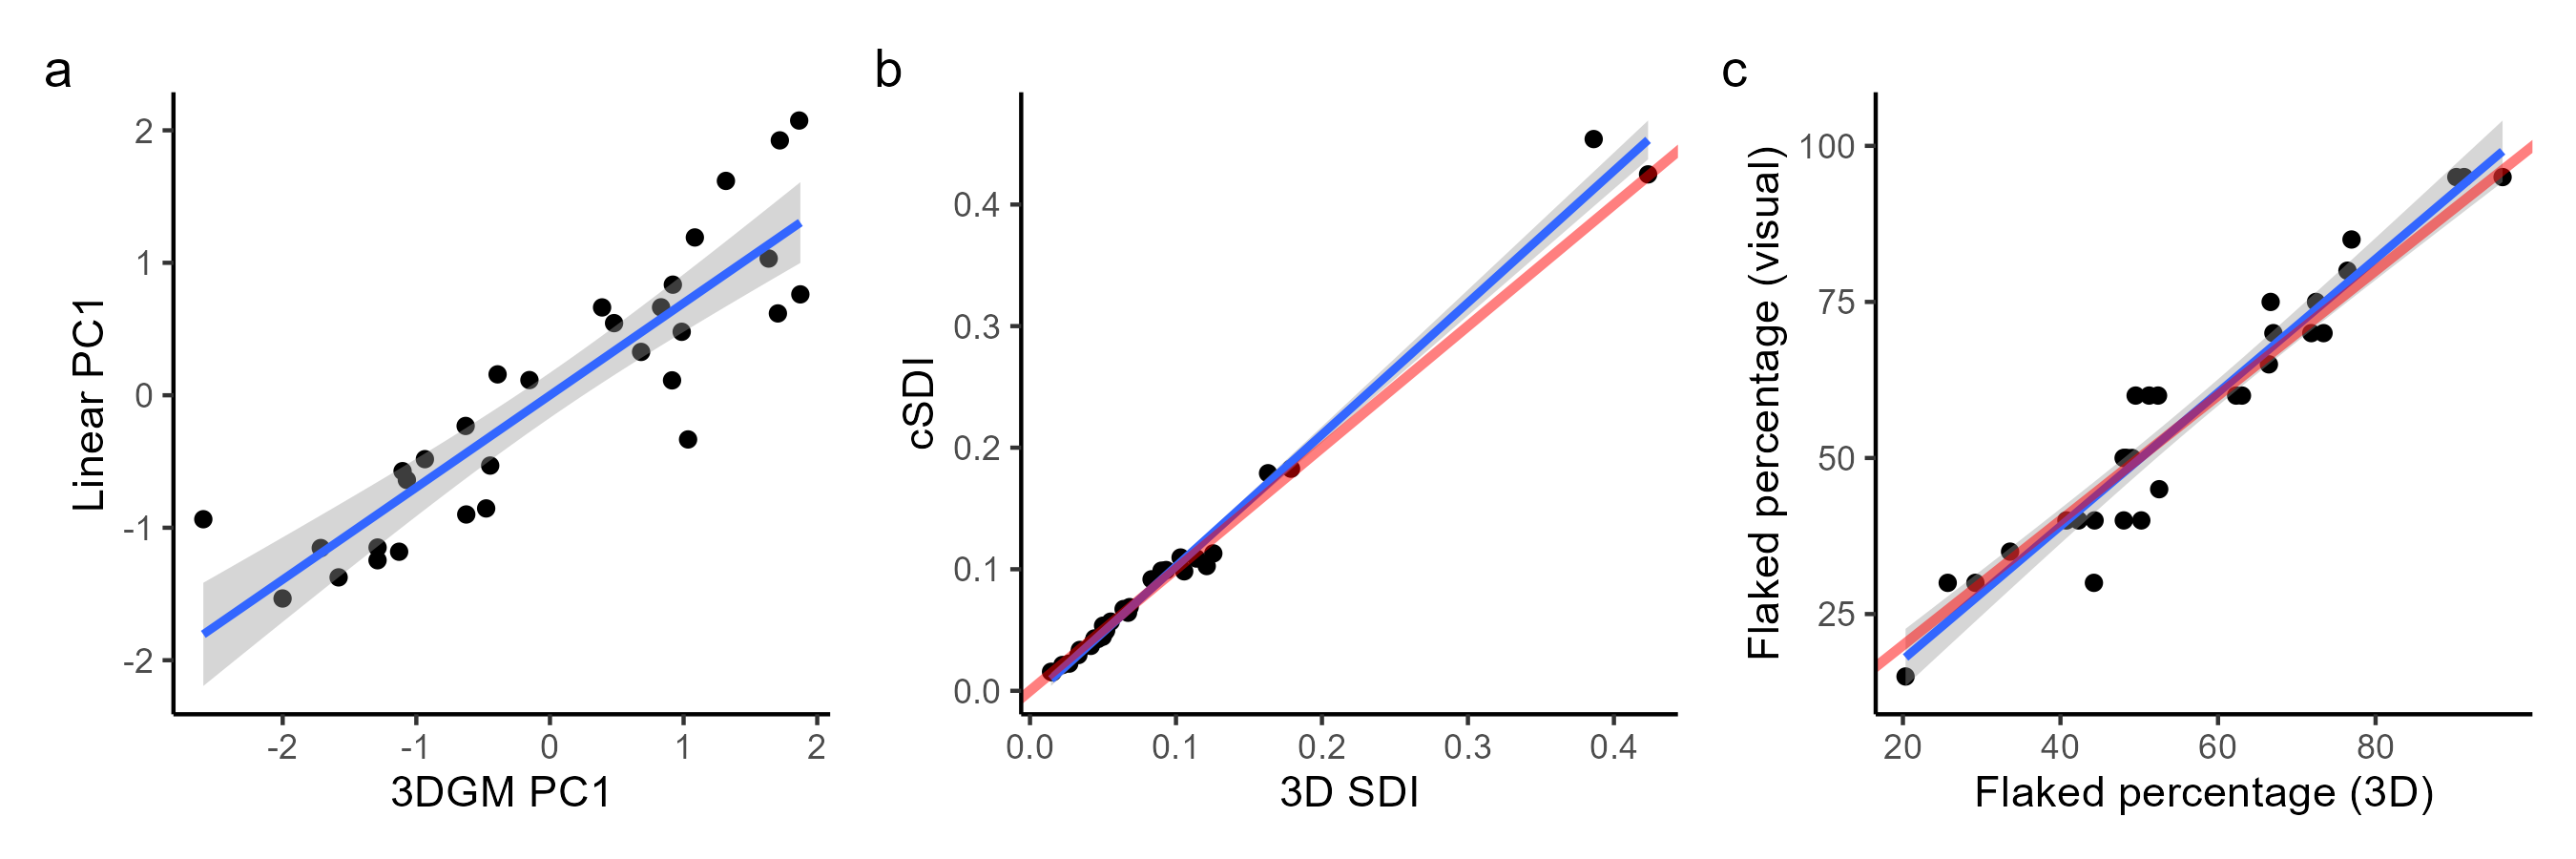 a
2
1
0
-1
-2
Linear PC1
-2 -1 0 1 2
3DGM PC1
b
0.4
0.3
0.2
0.1
0.0
cSDI
0.0 0.1 0.2 0.3 0.4
3D SDI
c
100
75
50
25
Flaked percentage (visual)
20 40 60 80
Flaked percentage (3D)